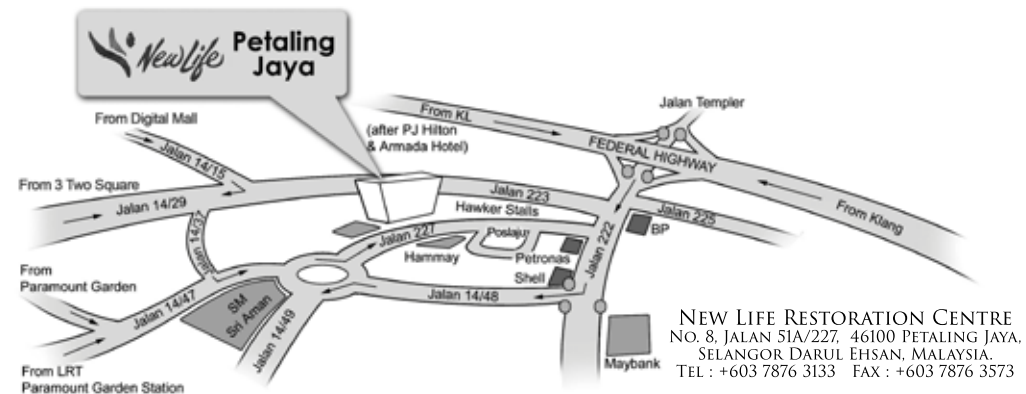 NewLife Petaling
Jaya
From Digital Mall
From KL
(after PJ Hilton
& Armada Hotel)
Jalan Templer
FEDERAL HIGHWAY
Jalan 14/15
From 3 Two Square
Jalan 14/29
Jalan 223
Jalan 225
From Klang
Hawker Stalls
Jalan 14/37
Jalan 227
Poslaju
BP
Jalan 222
Hammay
Petronas
Shell
From
Paramount Garden
SM
Sri Aman
Jalan 14/47
Jalan 14/48
Jalan 14/49
From LRT
Paramount Garden Station
Maybank
New Life Restoration Centre
No. 8, Jalan 51A/227, 46100 Petaling Jaya,
Selangor Darul Ehsan, Malaysia.
Tel : +603 7876 3133 Fax : +603 7876 3573